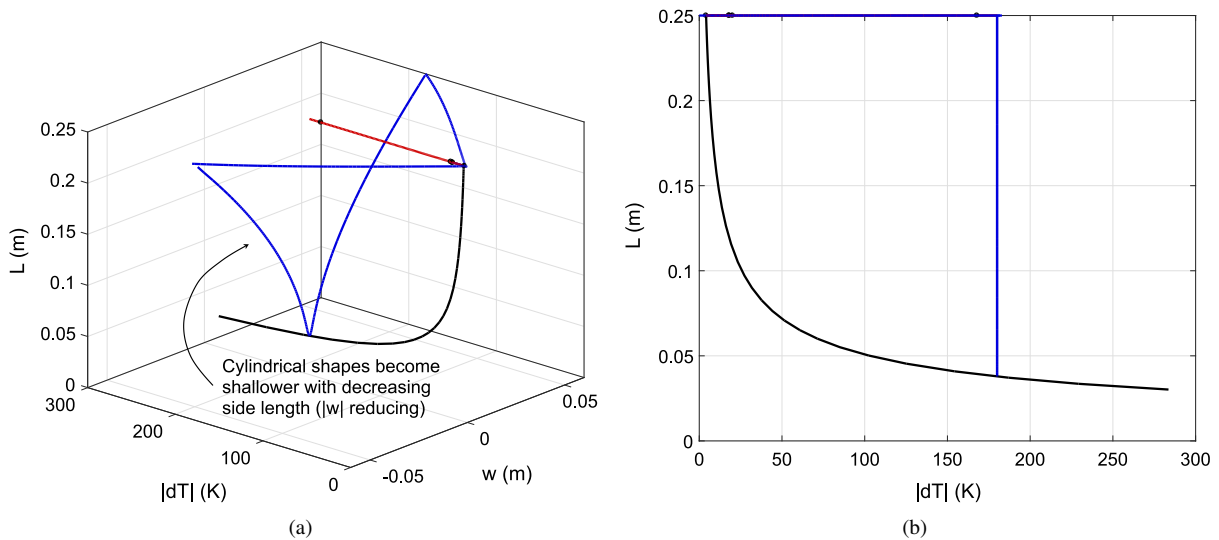 0.25
0.2
0.15
0.1
0.05
0
L (m)
300
200
100
0
|dT| (K)
-0.05
0
0.05
w (m)
Cylindrical shapes become
shallower with decreasing
side length (|w| reducing)
(a)
0.25
0.2
0.15
0.1
0.05
0
L (m)
0 50 100 150 200 250 300
|dT| (K)
(b)